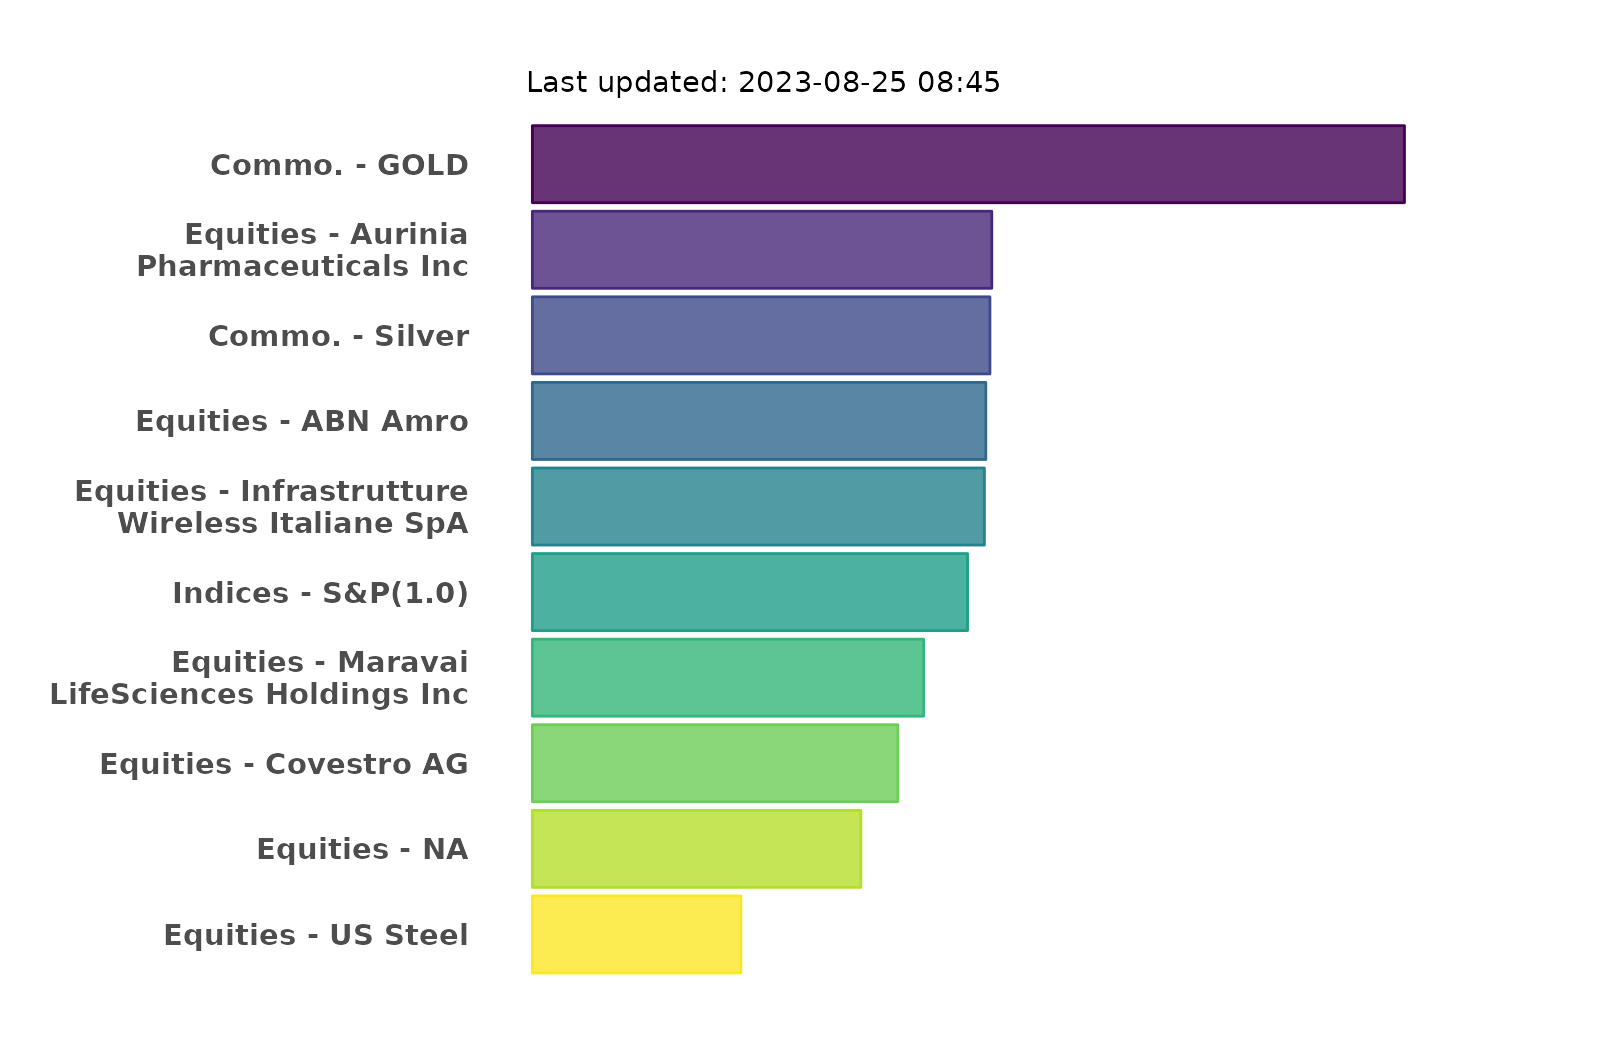 Last updated: 2023-08-25 08:45
Commo. - GOLD
Equities - Aurinia
Pharmaceuticals Inc
Commo. - Silver
Equities - ABN Amro
Equities - Infrastrutture
Wireless Italiane SpA
Indices - S&P(1.0)
Equities - Maravai
LifeSciences Holdings Inc
Equities - Covestro AG
Equities - NA
Equities - US Steel